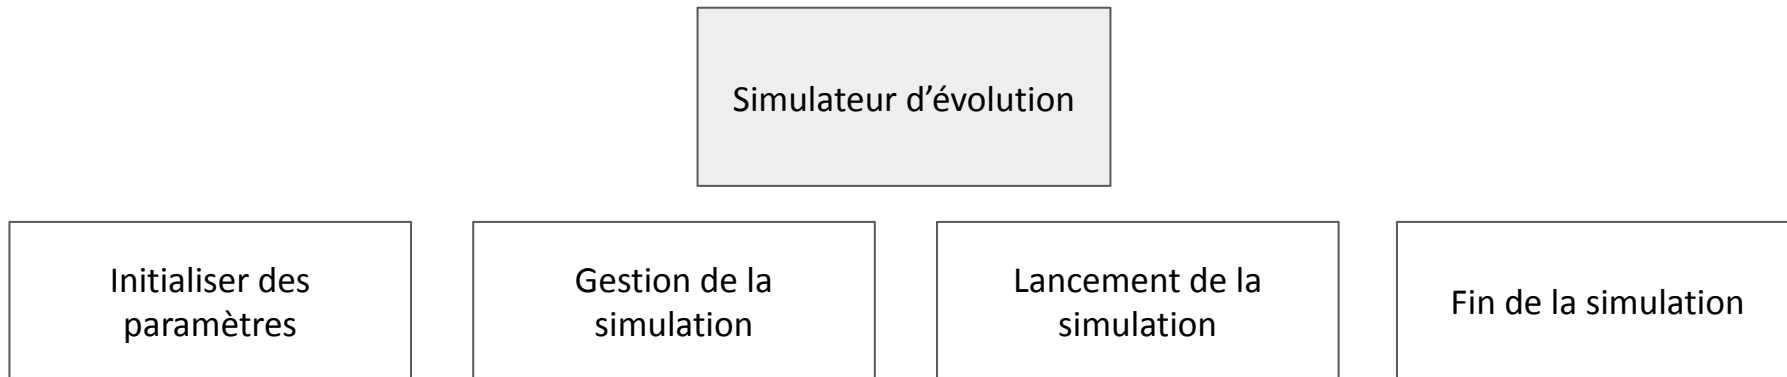 Simulateur d’évolution
Initialiser des
paramètres
Gestion de la
simulation
Lancement de la
simulation
Fin de la simulation